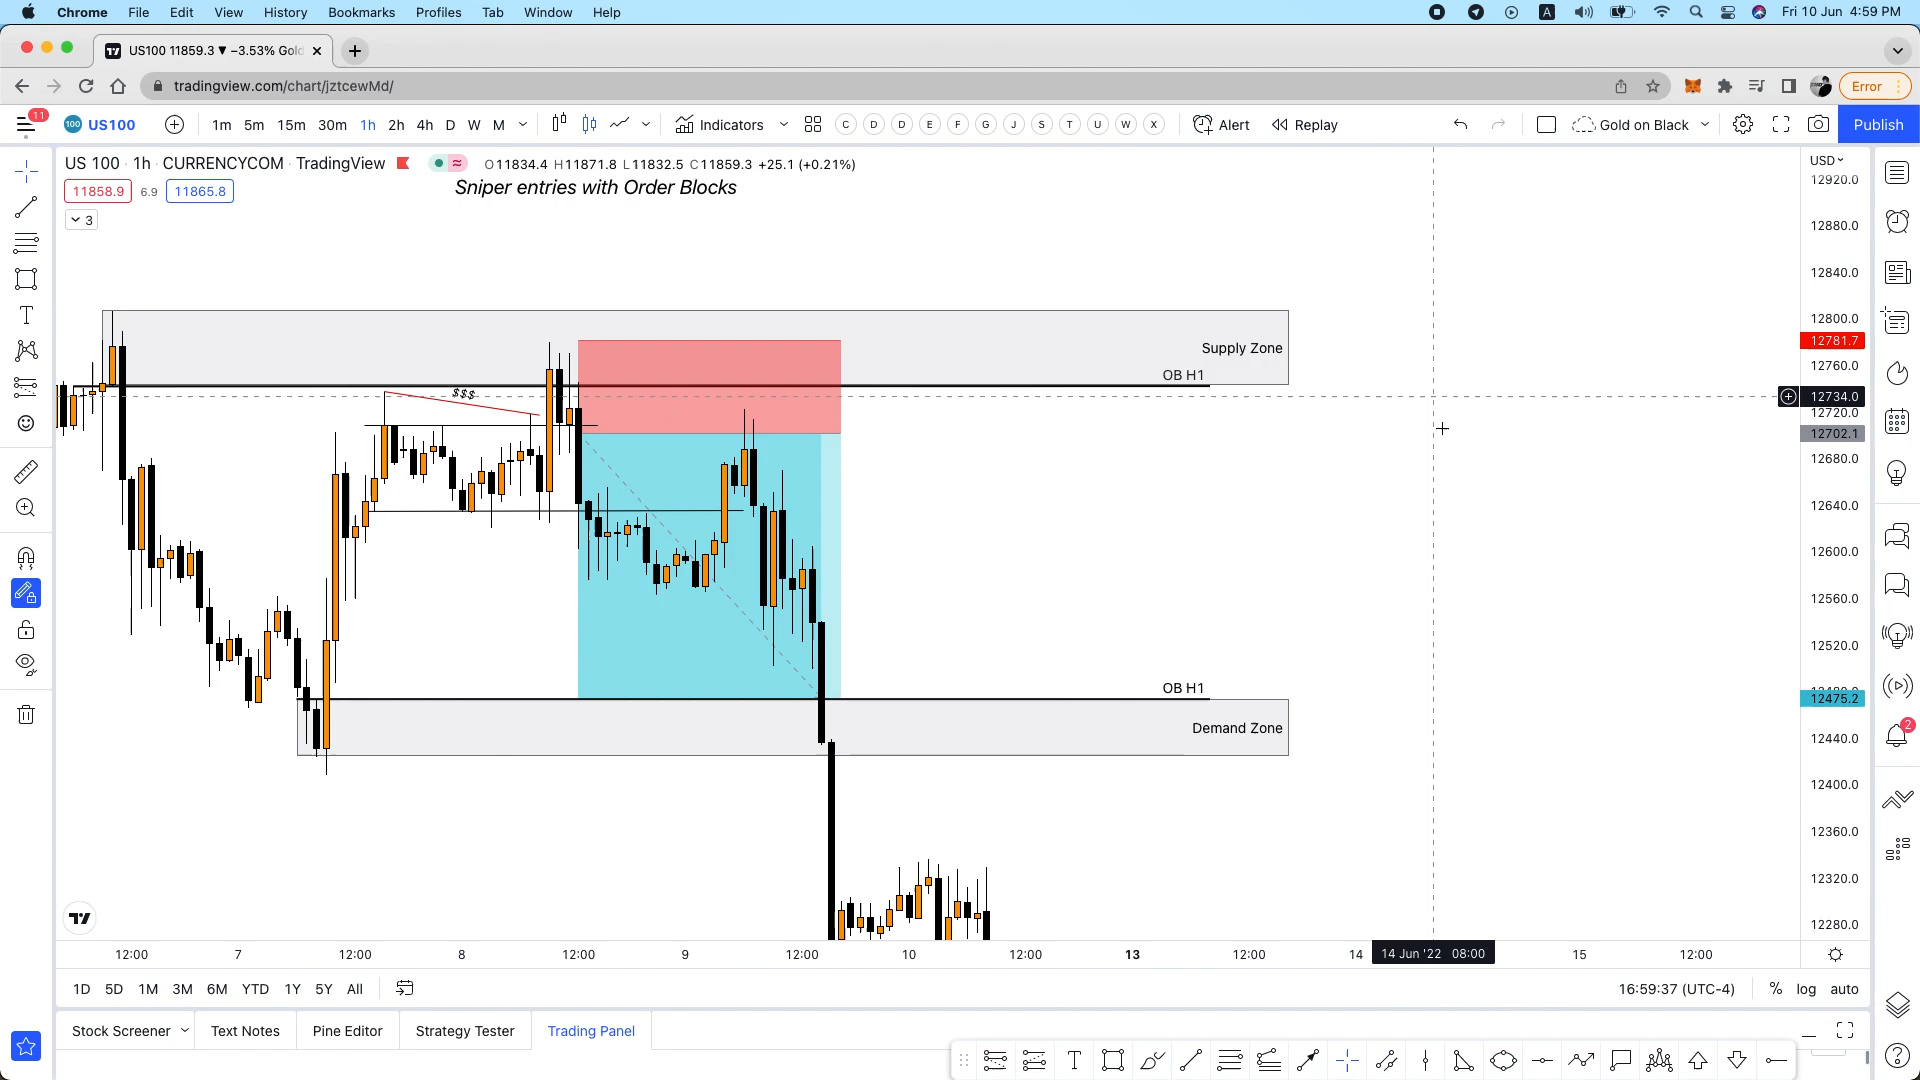 Chrome File Edit View History Bookmarks Profiles Tab Window Help A Fri 10 Jun 4:59 PM
US100 11859.3 ▼ −3.53% Gold
tradingview.com/chart/jztcewMd/ Error
11 100 US100 1m 5m 15m 30m 1h 2h 4h D W M Indicators C D D E F G J S T U W X Alert Replay Gold on Black Publish
US 100 · 1h · CURRENCYCOM · TradingView O11834.4 H11871.8 L11832.5 C11859.3 +25.1 (+0.21%) USD
Sniper entries with Order Blocks
11858.9 6.9 11865.8
3
12920.0
12880.0
12840.0
12800.0
12781.7
Supply Zone
12760.0
OB H1
$$$
12734.0
12720.0
12702.1
12680.0
12640.0
12600.0
12560.0
12520.0
OB H1
12475.2
Demand Zone
12440.0
12400.0
12360.0
12320.0
12280.0
2
12:00 7 12:00 8 12:00 9 12:00 10 12:00 13 12:00 14 14 Jun '22 08:00 15 12:00
1D 5D 1M 3M 6M YTD 1Y 5Y All 16:59:37 (UTC-4) % log auto
Stock Screener Text Notes Pine Editor Strategy Tester Trading Panel